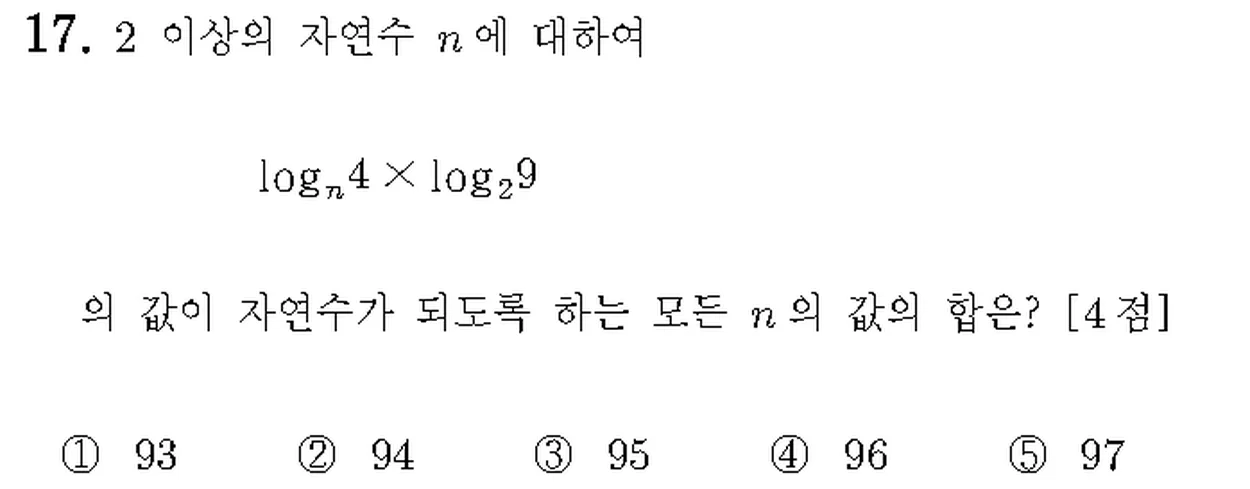 17. 2 이상의 자연수 n에 대하여
logₙ4 × log₂9
의 값이 자연수가 되도록 하는 모든 n의 값의 합은? [4점]
① 93 ② 94 ③ 95 ④ 96 ⑤ 97